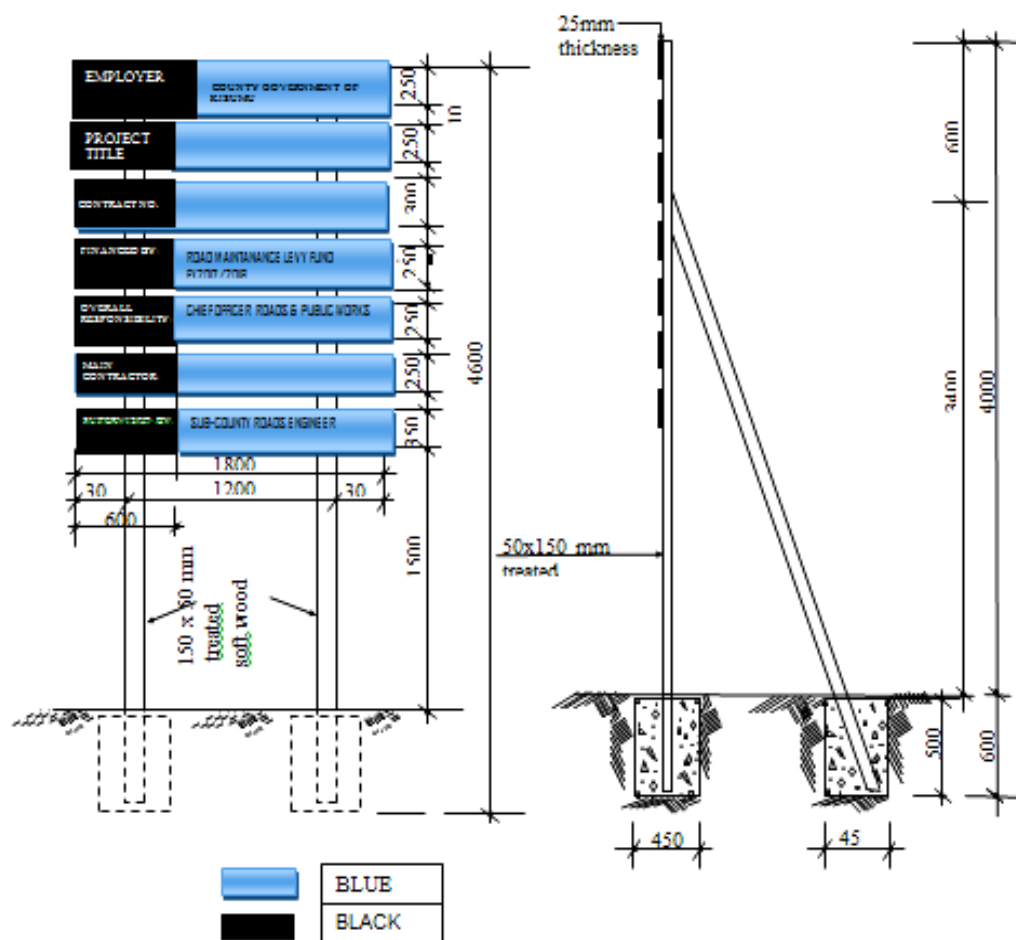 25mm
thickness
EMPLOYER
COUNTY GOVERNMENT OF
KISUMU
PROJECT
TITLE
CONTRACT NO.
FINANCED BY:
ROAD MAINTANANCE LEVY FUND
FY2017/2018
OVERALL
RESPONSIBILITY:
CHIEF OFFICER ROADS & PUBLIC WORKS
MAIN
CONTRACTOR:
SUPERVISED BY:
SUB-COUNTY ROADS ENGINEER
250
10
250
300
250
250
250
350
4600
1500
1800
30
1200
30
600
150 x 50 mm
treated
soft wood
50x150 mm
treated
600
3400
4000
500
600
450
45
BLUE
BLACK